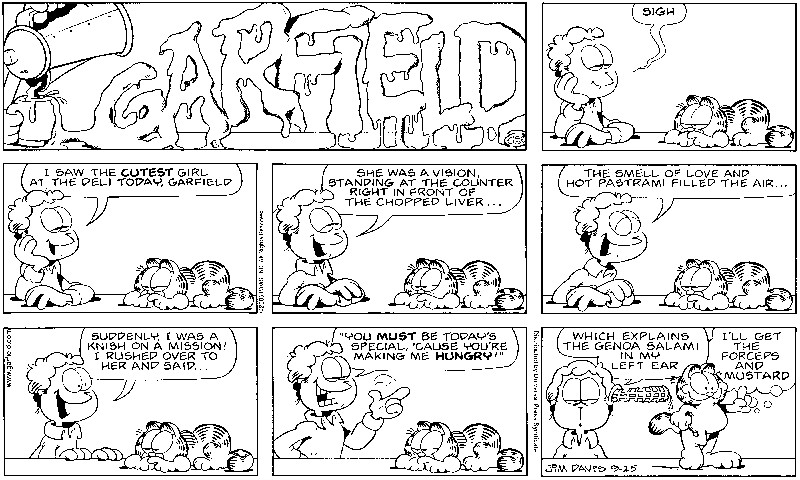 GARFIELD
SIGH
I SAW THE CUTEST GIRL
AT THE DELI TODAY, GARFIELD
SHE WAS A VISION,
STANDING AT THE COUNTER
RIGHT IN FRONT OF
THE CHOPPED LIVER...
THE SMELL OF LOVE AND
HOT PASTRAMI FILLED THE AIR...
www.garfield.com
SUDDENLY, I WAS A
KNISH ON A MISSION!
I RUSHED OVER TO
HER AND SAID...
"YOU MUST BE TODAY'S
SPECIAL, 'CAUSE YOU'RE
MAKING ME HUNGRY!"
WHICH EXPLAINS
THE GENOA SALAMI
IN MY
LEFT EAR
I'LL GET
THE
FORCEPS
AND
MUSTARD
JIM DAVIS 9-25